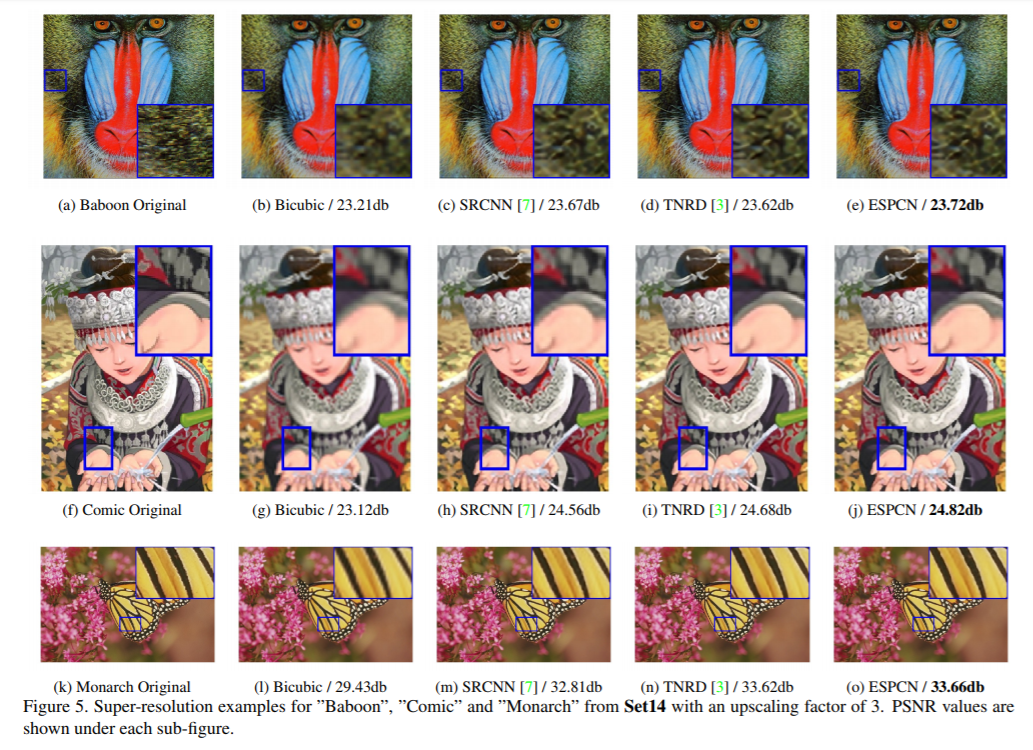 (a) Baboon Original
(b) Bicubic / 23.21db
(c) SRCNN [7] / 23.67db
(d) TNRD [3] / 23.62db
(e) ESPCN / 23.72db
(f) Comic Original
(g) Bicubic / 23.12db
(h) SRCNN [7] / 24.56db
(i) TNRD [3] / 24.68db
(j) ESPCN / 24.82db
(k) Monarch Original
(l) Bicubic / 29.43db
(m) SRCNN [7] / 32.81db
(n) TNRD [3] / 33.62db
(o) ESPCN / 33.66db
Figure 5. Super-resolution examples for ”Baboon”, ”Comic” and ”Monarch” from Set14 with an upscaling factor of 3. PSNR values are
shown under each sub-figure.